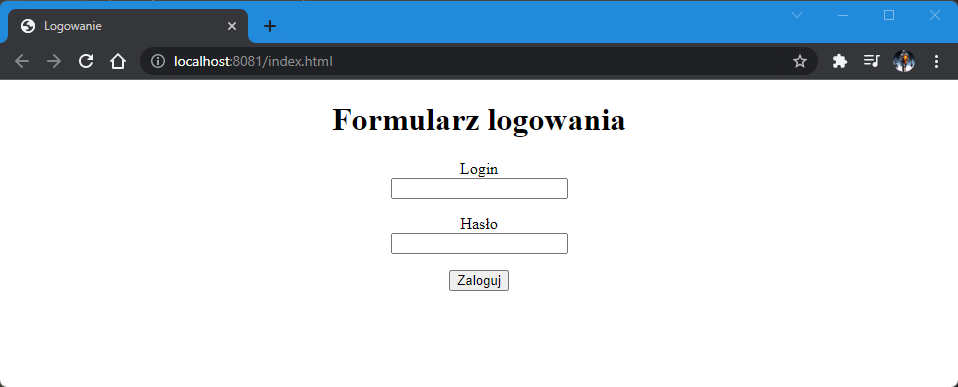 Logowanie
localhost:8081/index.html
Formularz logowania
Login
Hasło
Zaloguj